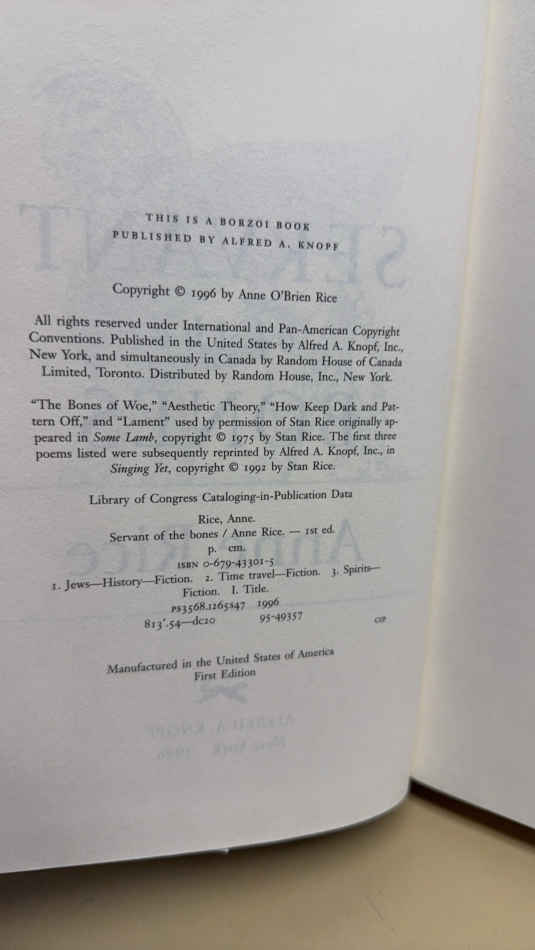 THIS IS A BORZOI BOOK
PUBLISHED BY ALFRED A. KNOPF
Copyright © 1996 by Anne O'Brien Rice
All rights reserved under International and Pan-American Copyright
Conventions. Published in the United States by Alfred A. Knopf, Inc.,
New York, and simultaneously in Canada by Random House of Canada
Limited, Toronto. Distributed by Random House, Inc., New York.
“The Bones of Woe,” “Aesthetic Theory,” “How Keep Dark and Pat-
tern Off,” and “Lament” used by permission of Stan Rice originally ap-
peared in Some Lamb, copyright © 1975 by Stan Rice. The first three
poems listed were subsequently reprinted by Alfred A. Knopf, Inc., in
Singing Yet, copyright © 1992 by Stan Rice.
Library of Congress Cataloging-in-Publication Data
Rice, Anne.
Servant of the bones / Anne Rice. — 1st ed.
p. cm.
ISBN 0-679-43301-5
1. Jews—History—Fiction. 2. Time travel—Fiction. 3. Spirits—
Fiction. I. Title.
PS3568.I265S47 1996
813'.54—dc20 95-49357
CIP
Manufactured in the United States of America
First Edition
SERVANT
Anne Rice
ALFRED A. KNOPF
New York 1996